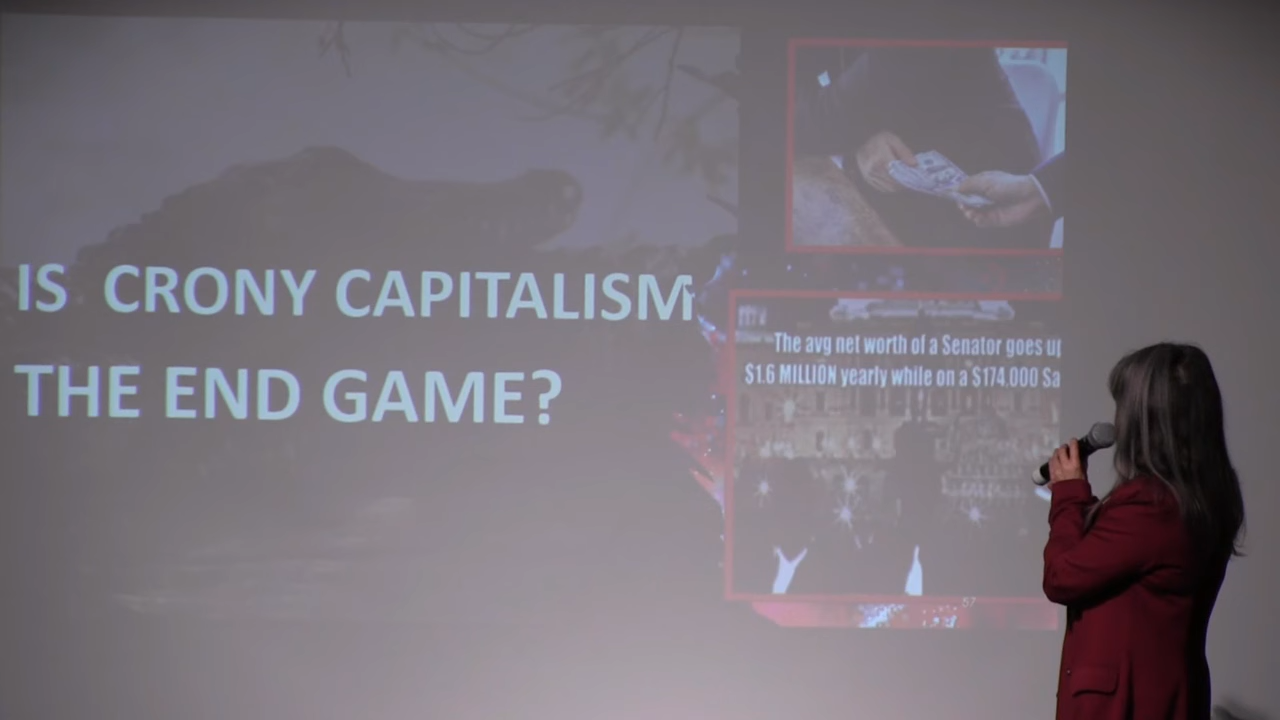 IS CRONY CAPITALISM
THE END GAME?
The avg net worth of a Senator goes up
$1.6 MILLION yearly while on a $174.000 Sa
57